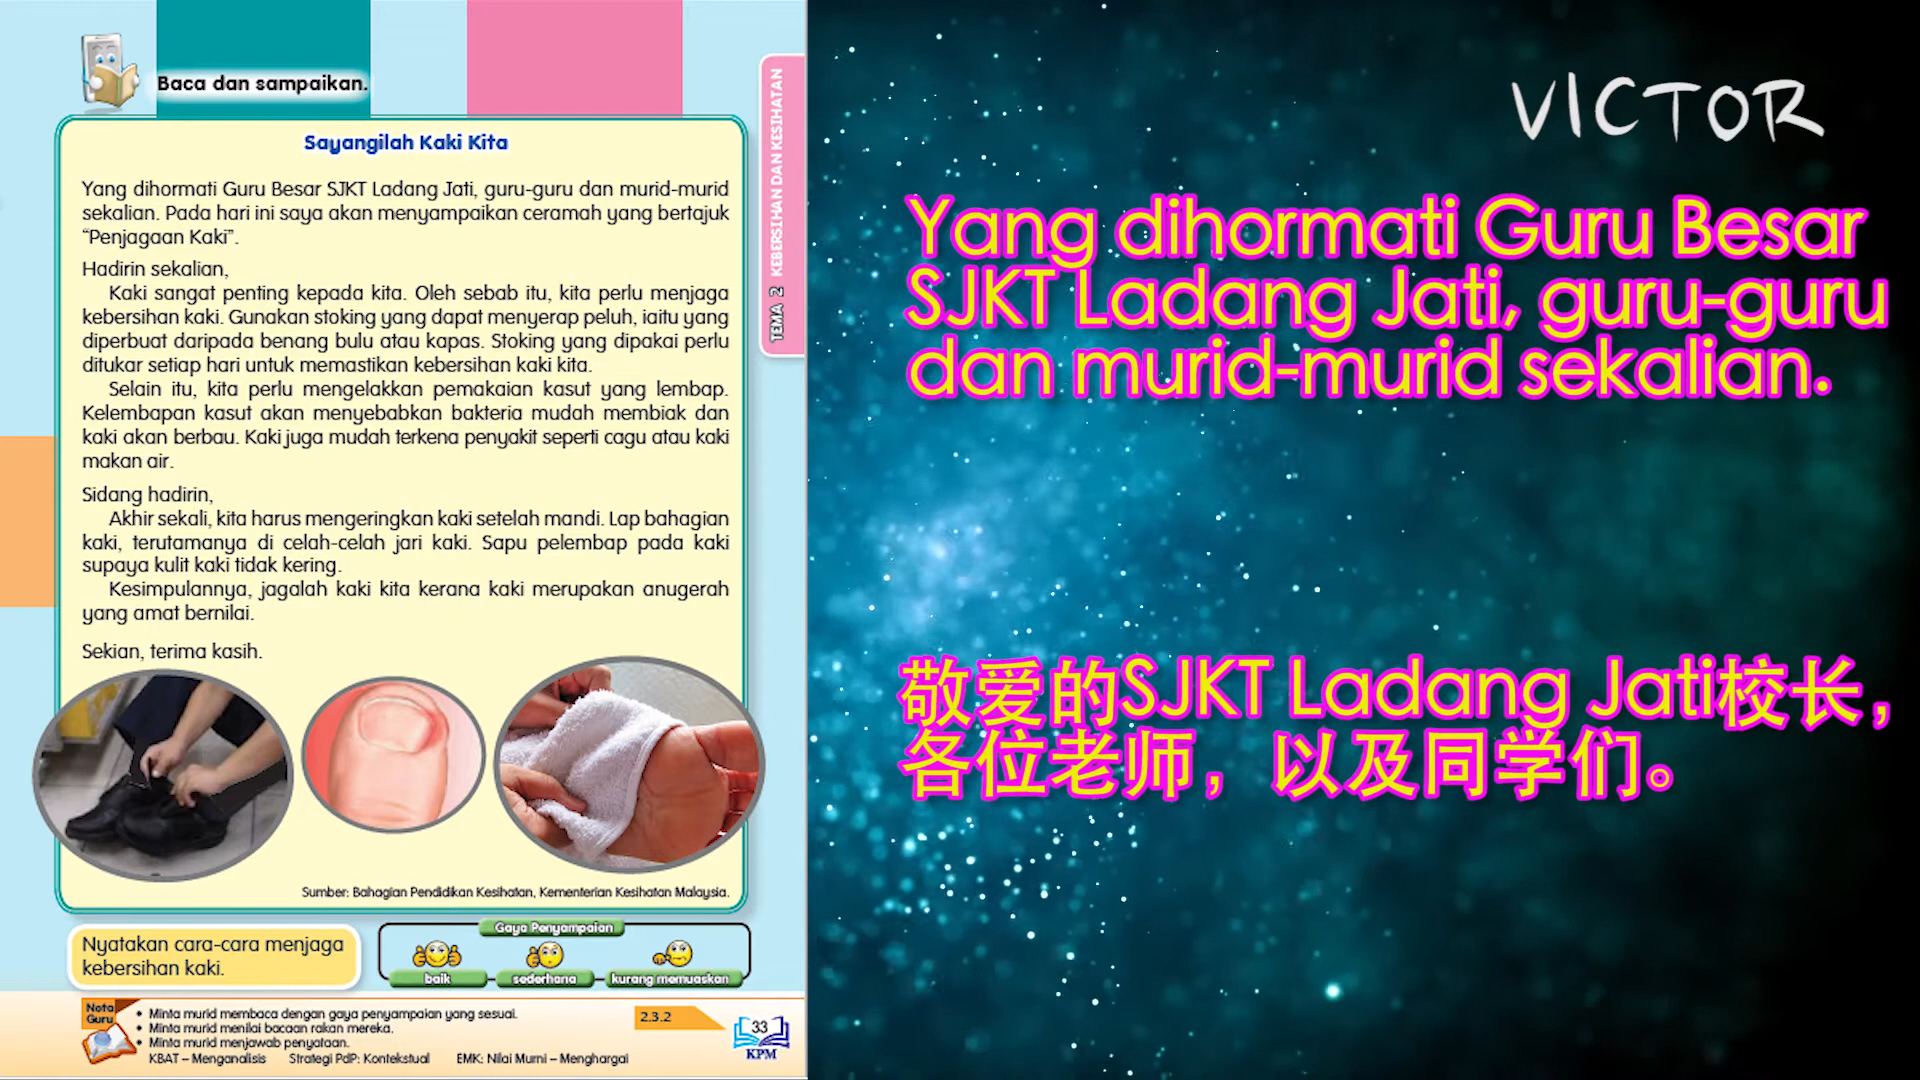 Baca dan sampaikan.
Sayangilah Kaki Kita
Yang dihormati Guru Besar SJKT Ladang Jati, guru-guru dan murid-murid
sekalian. Pada hari ini saya akan menyampaikan ceramah yang bertajuk
“Penjagaan Kaki”.
Hadirin sekalian,
Kaki sangat penting kepada kita. Oleh sebab itu, kita perlu menjaga
kebersihan kaki. Gunakan stoking yang dapat menyerap peluh, iaitu yang
diperbuat daripada benang bulu atau kapas. Stoking yang dipakai perlu
ditukar setiap hari untuk memastikan kebersihan kaki kita.
Selain itu, kita perlu mengelakkan pemakaian kasut yang lembap.
Kelembapan kasut akan menyebabkan bakteria mudah membiak dan
kaki akan berbau. Kaki juga mudah terkena penyakit seperti cagu atau kaki
makan air.
Sidang hadirin,
Akhir sekali, kita harus mengeringkan kaki setelah mandi. Lap bahagian
kaki, terutamanya di celah-celah jari kaki. Sapu pelembap pada kaki
supaya kulit kaki tidak kering.
Kesimpulannya, jagalah kaki kita kerana kaki merupakan anugerah
yang amat bernilai.
Sekian, terima kasih.
Sumber: Bahagian Pendidikan Kesihatan, Kementerian Kesihatan Malaysia.
Nyatakan cara-cara menjaga
kebersihan kaki.
Gaya Penyampaian
baik sederhana kurang memuaskan
Nota
Guru
• Minta murid membaca dengan gaya penyampaian yang sesuai.
• Minta murid menilai bacaan rakan mereka.
• Minta murid menjawab penyataan.
KBAT – Menganalisis Strategi PdP: Kontekstual EMK: Nilai Murni – Menghargai
2.3.2
33
KPM
TEMA 2 KEBERSIHAN DAN KESIHATAN
VICTOR
Yang dihormati Guru Besar
SJKT Ladang Jati, guru-guru
dan murid-murid sekalian.
敬爱的SJKT Ladang Jati校长，
各位老师，以及同学们。